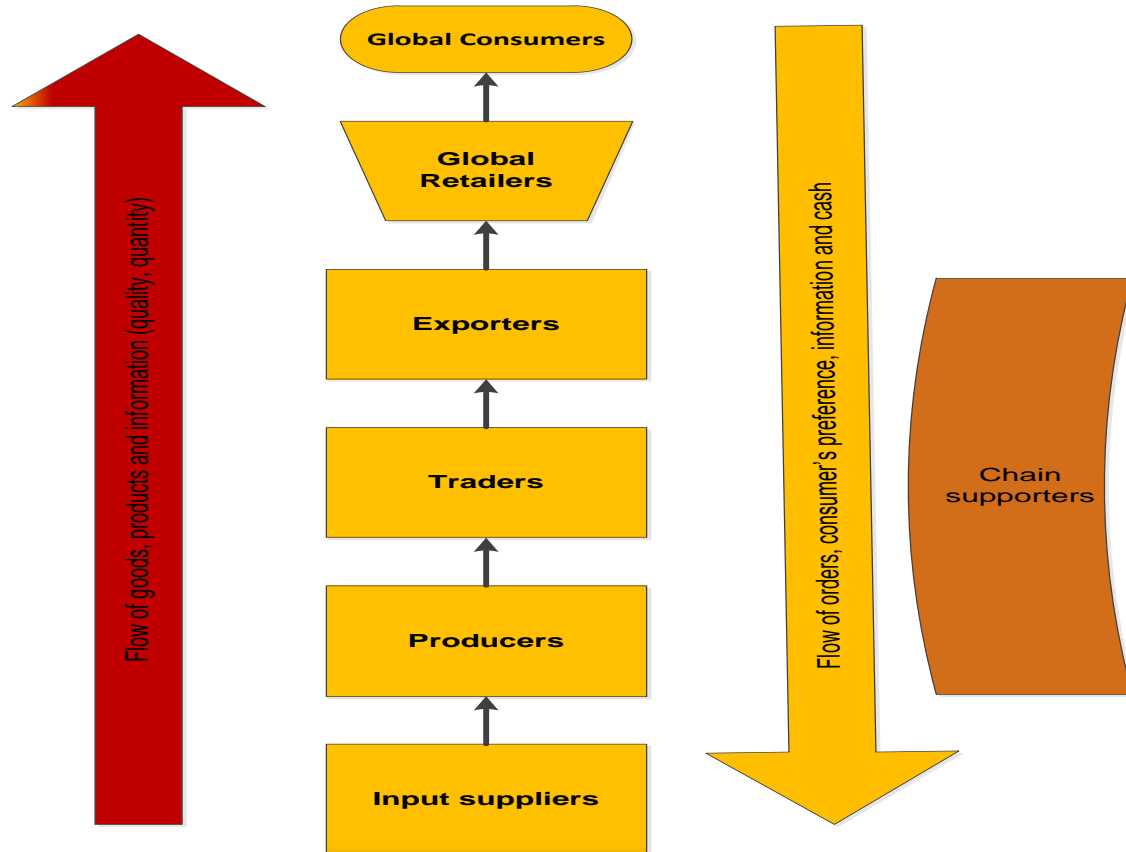 Global Consumers
Global
Retailers
Exporters
Traders
Producers
Input suppliers
Flow of goods, products and information (quality, quantity)
Flow of orders, consumer's preference, information and cash
Chain
supporters